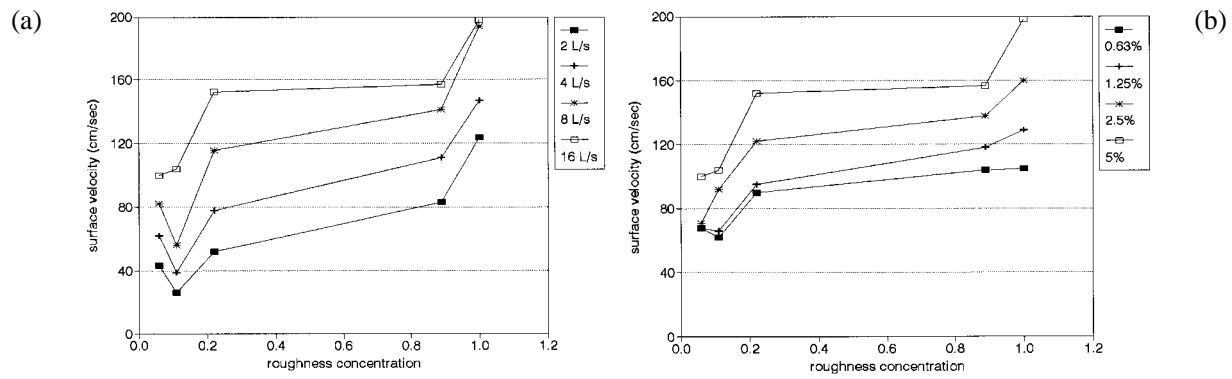 (a)
200
160
120
80
40
0
surface velocity (cm/sec)
0.0 0.2 0.4 0.6 0.8 1.0 1.2
roughness concentration
2 L/s
4 L/s
8 L/s
16 L/s
(b)
200
160
120
80
40
0
surface velocity (cm/sec)
0.0 0.2 0.4 0.6 0.8 1.0 1.2
roughness concentration
0.63%
1.25%
2.5%
5%